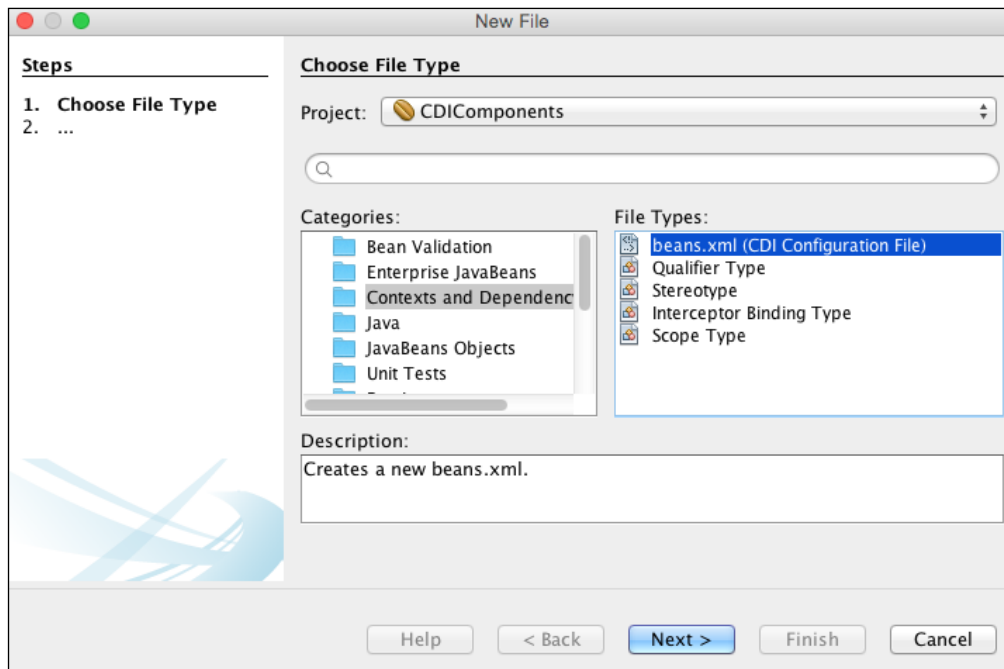 New File
Steps
1. Choose File Type
2. ...
Choose File Type
Project: CDIComponents
Categories:
Bean Validation
Enterprise JavaBeans
Contexts and Dependenc
Java
JavaBeans Objects
Unit Tests
File Types:
beans.xml (CDI Configuration File)
Qualifier Type
Stereotype
Interceptor Binding Type
Scope Type
Description:
Creates a new beans.xml.
Help
< Back
Next >
Finish
Cancel